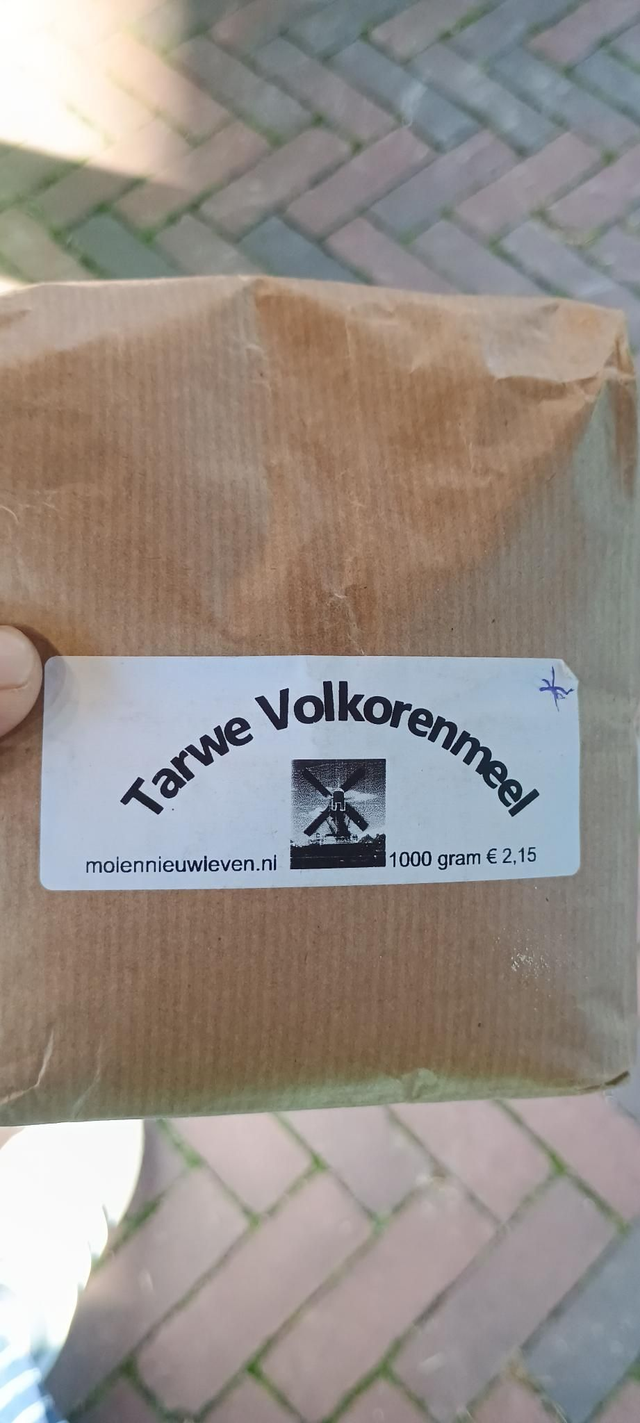 Tarwe Volkorenmeel
molennieuwleven.nl
1000 gram € 2,15